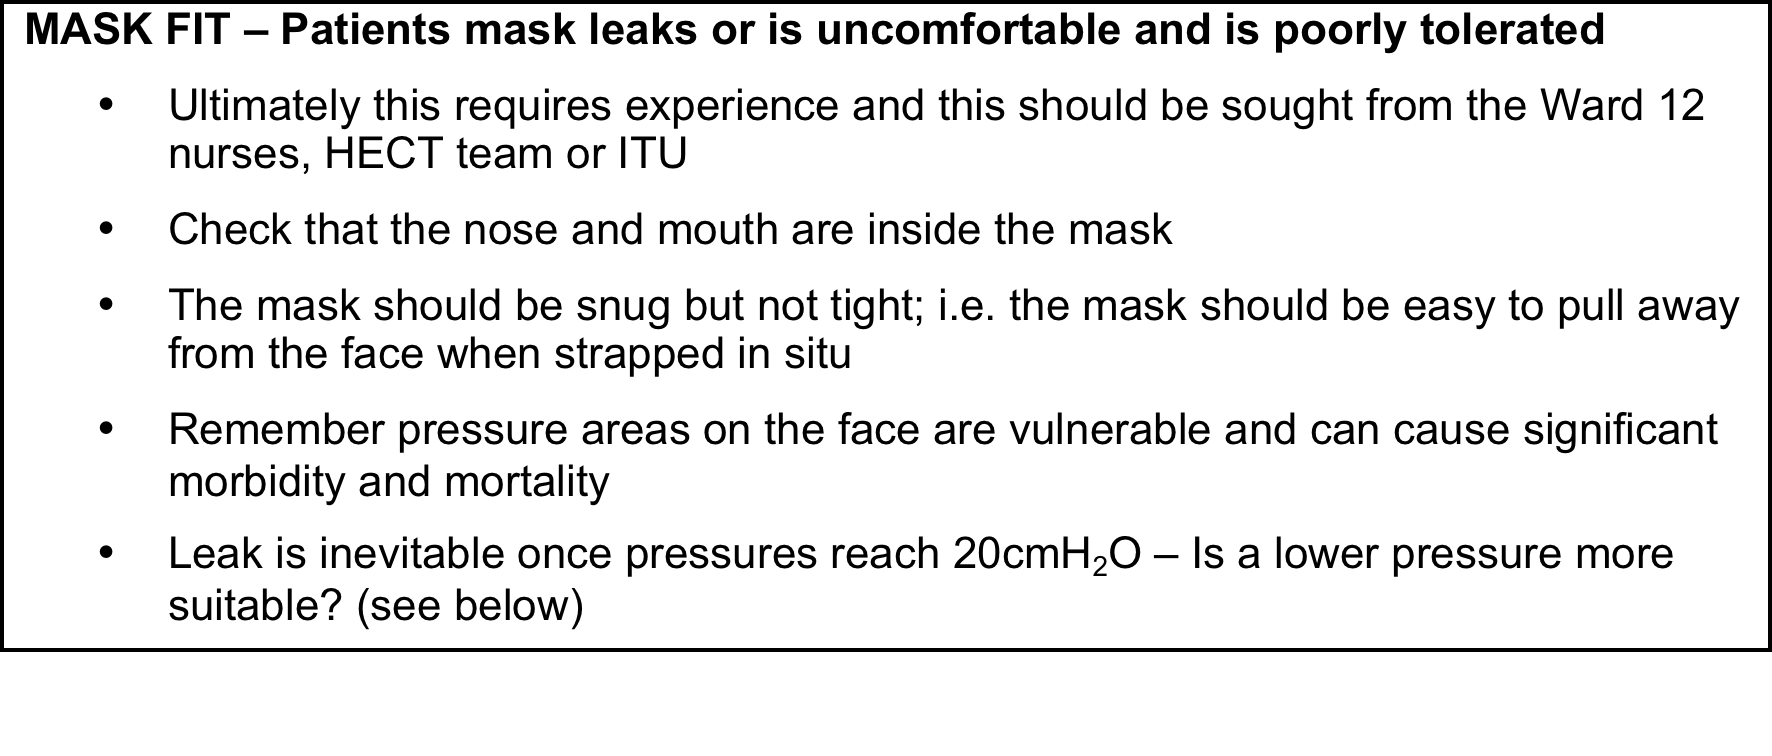 MASK FIT – Patients mask leaks or is uncomfortable and is poorly tolerated
• Ultimately this requires experience and this should be sought from the Ward 12
nurses, HECT team or ITU
• Check that the nose and mouth are inside the mask
• The mask should be snug but not tight; i.e. the mask should be easy to pull away
from the face when strapped in situ
• Remember pressure areas on the face are vulnerable and can cause significant
morbidity and mortality
• Leak is inevitable once pressures reach 20cmH₂O – Is a lower pressure more
suitable? (see below)